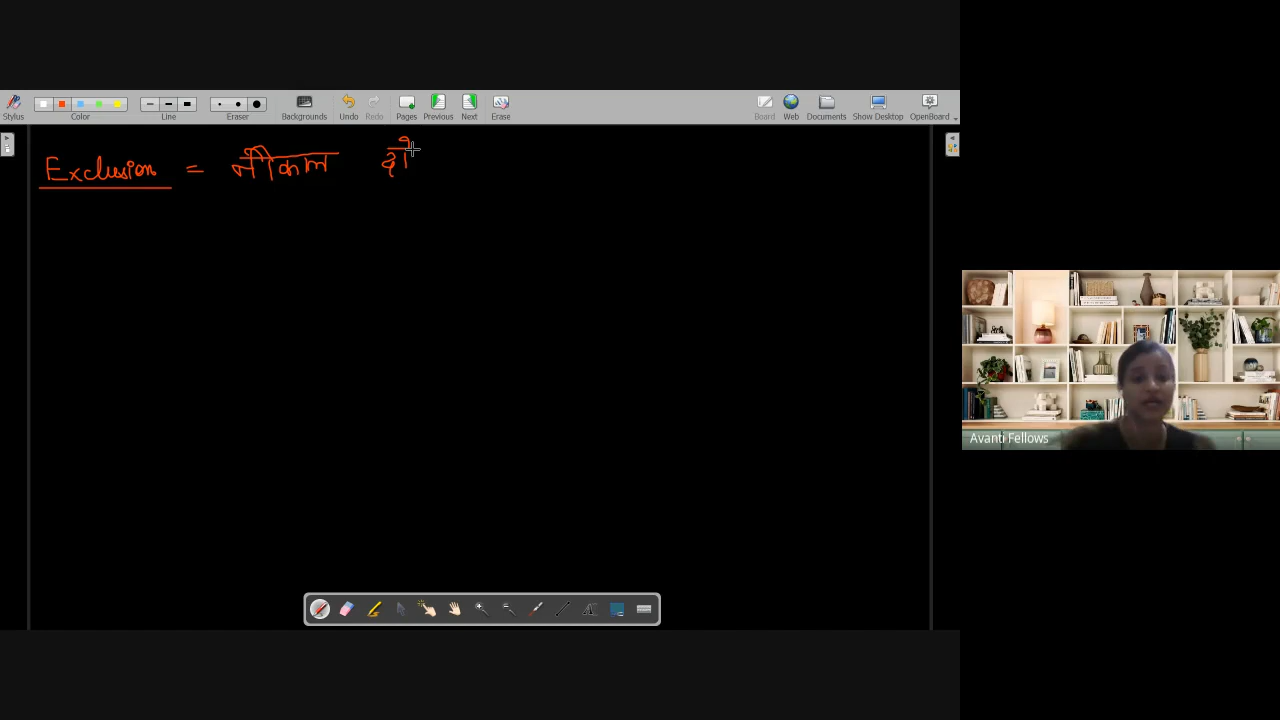 Stylus Color Line Eraser Backgrounds Undo Redo Pages Previous Next Erase Board Web Documents Show Desktop OpenBoard
Exclusion = नीकाल दो
Avanti Fellows